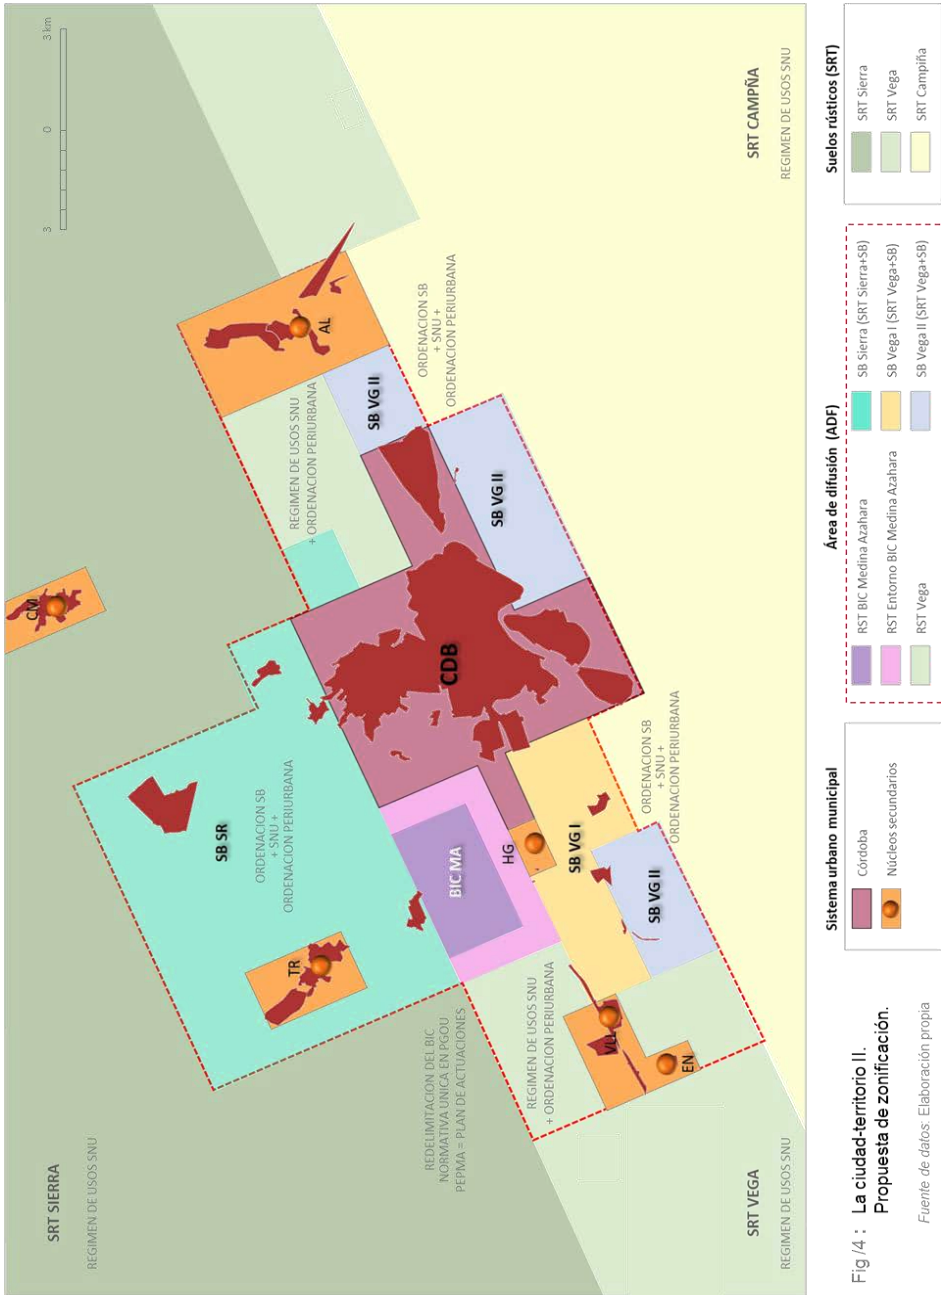 SRT SIERRA
REGIMEN DE USOS SNU
3
0
3 km
CM
TR
SB SR
ORDENACION SB
+ SNU +
ORDENACION PERIURBANA
REGIMEN DE USOS SNU
+ ORDENACION PERIURBANA
AL
SB VG II
ORDENACION SB
+ SNU +
ORDENACION PERIURBANA
REDELIMITACION DEL BIC
NORMATIVA UNICA EN PGOU
PEPMA = PLAN DE ACTUACIONES
BIC MA
CDB
SB VG II
HG
REGIMEN DE USOS SNU
+ ORDENACION PERIURBANA
SB VG I
VU
EN
SB VG II
ORDENACION SB
+ SNU +
ORDENACION PERIURBANA
SRT VEGA
REGIMEN DE USOS SNU
SRT CAMPÑA
REGIMEN DE USOS SNU
Fig /4 : La ciudad-territorio II.
Propuesta de zonificación.
Fuente de datos: Elaboración propia
Sistema urbano municipal
Córdoba
Núcleos secundarios
Área de difusión (ADF)
RST BIC Medina Azahara
RST Entorno BIC Medina Azahara
RST Vega
SB Sierra (SRT Sierra+SB)
SB Vega I (SRT Vega+SB)
SB Vega II (SRT Vega+SB)
Suelos rústicos (SRT)
SRT Sierra
SRT Vega
SRT Campiña